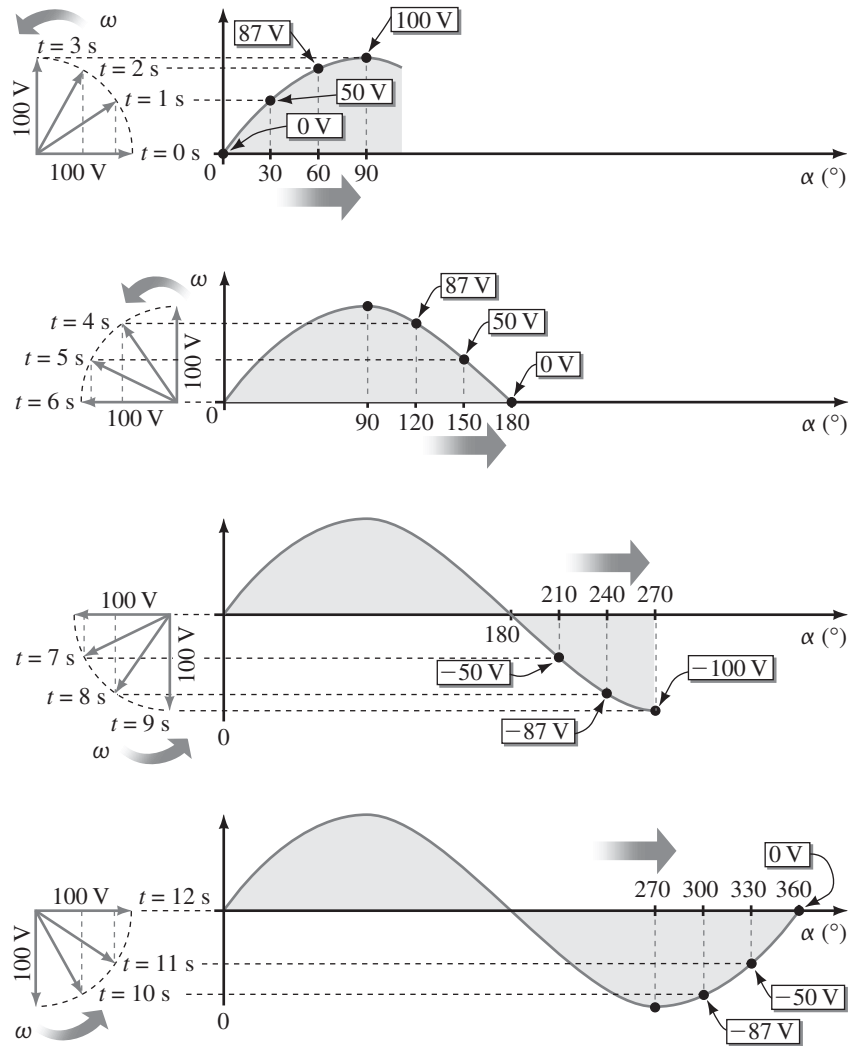 ω
87 V
100 V
t = 3 s
t = 2 s
100 V
t = 1 s
50 V
0 V
t = 0 s
100 V
0
30
60
90
α (°)
ω
87 V
t = 4 s
50 V
t = 5 s
100 V
0 V
t = 6 s
100 V
0
90
120
150
180
α (°)
210
240
270
100 V
180
α (°)
t = 7 s
100 V
−50 V
−100 V
t = 8 s
t = 9 s
−87 V
0
ω
0 V
100 V
t = 12 s
270
300
330
360
α (°)
100 V
t = 11 s
t = 10 s
−50 V
0
−87 V
ω